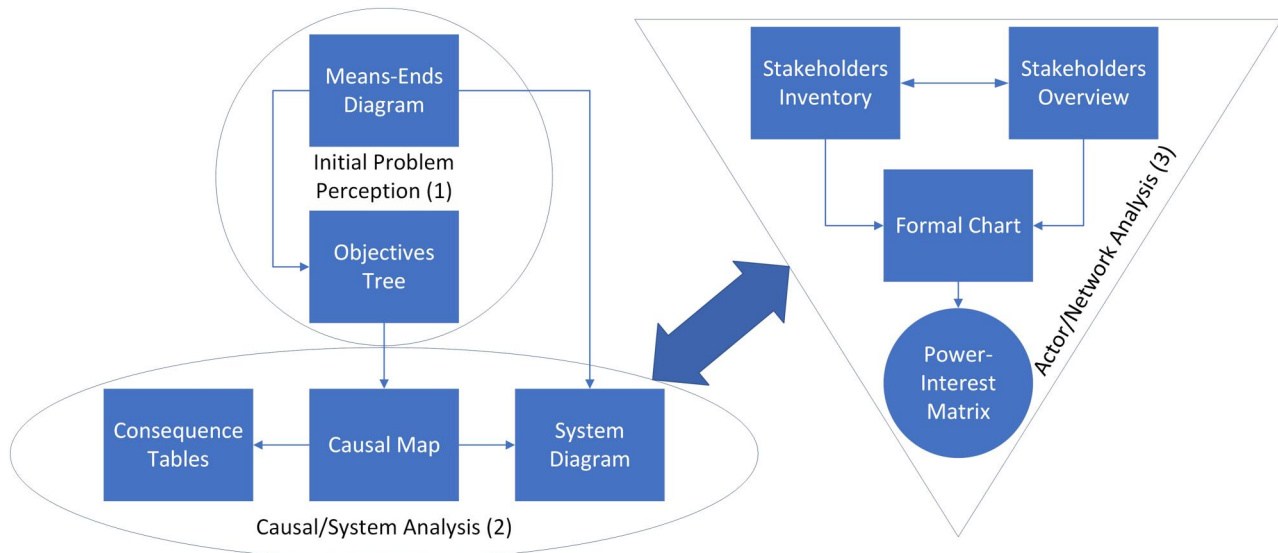 Means-Ends
Diagram
Initial Problem
Perception (1)
Objectives
Tree
Consequence
Tables
Causal Map
System
Diagram
Causal/System Analysis (2)
Stakeholders
Inventory
Stakeholders
Overview
Formal Chart
Power-
Interest
Matrix
Actor/Network Analysis (3)